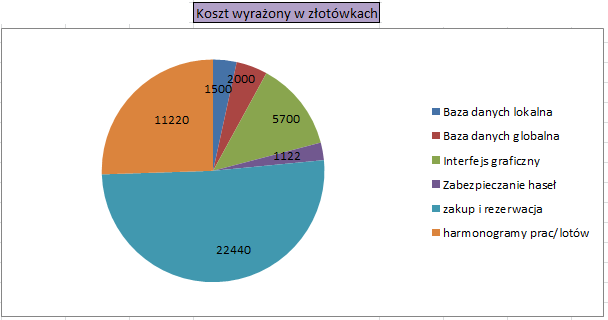 Koszt wyrażony w złotówkach
1500
2000
5700
1122
22440
11220
Baza danych lokalna
Baza danych globalna
Interfejs graficzny
Zabezpieczanie haseł
zakup i rezerwacja
harmonogramy prac/lotów